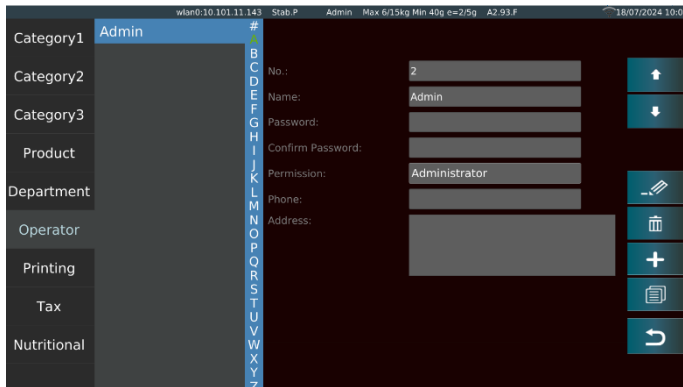 wlan0:10.101.11.143 Stab.P Admin Max 6/15kg Min 40g e=2/5g A2.93.F 18/07/2024 10:0
Category1
Category2
Category3
Product
Department
Operator
Printing
Tax
Nutritional
Admin
#
A
B
C
D
E
F
G
H
I
J
K
L
M
N
O
P
Q
R
S
T
U
V
W
X
Y
Z
No.: 2
Name: Admin
Password:
Confirm Password:
Permission: Administrator
Phone:
Address: